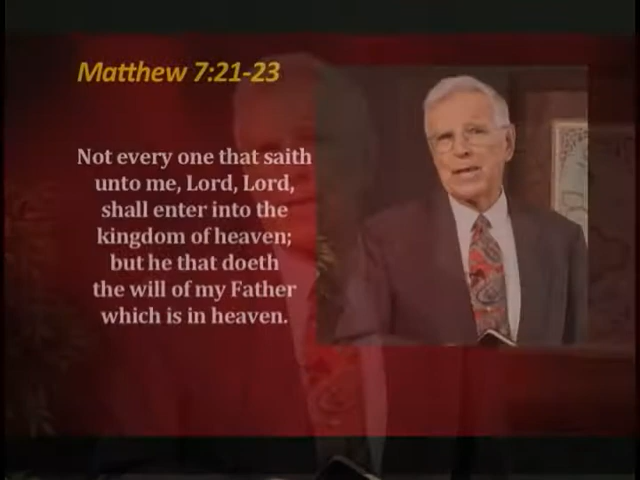 Matthew 7:21-23
Not every one that saith
unto me, Lord, Lord,
shall enter into the
kingdom of heaven;
but he that doeth
the will of my Father
which is in heaven.